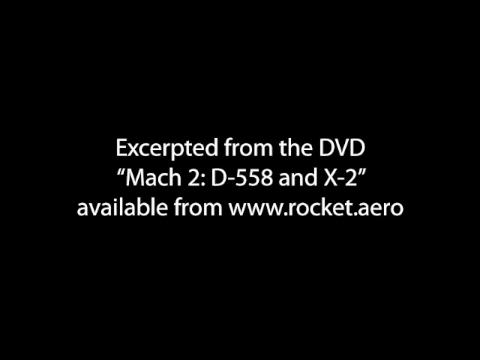 Excerpted from the DVD
“Mach 2: D-558 and X-2”
available from www.rocket.aero